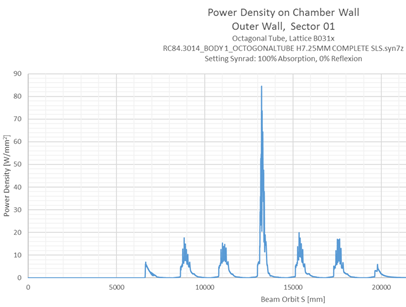 Power Density on Chamber Wall
Outer Wall, Sector 01
Octagonal Tube, Lattice B031x
RC84.3014_BODY 1_OCTOGONALTUBE H7.25MM COMPLETE SLS.syn7z
Setting Synrad: 100% Absorption, 0% Reflexion
Power Density [W/mm²]
90
80
70
60
50
40
30
20
10
0
0 5000 10000 15000 20000
Beam Orbit S [mm]